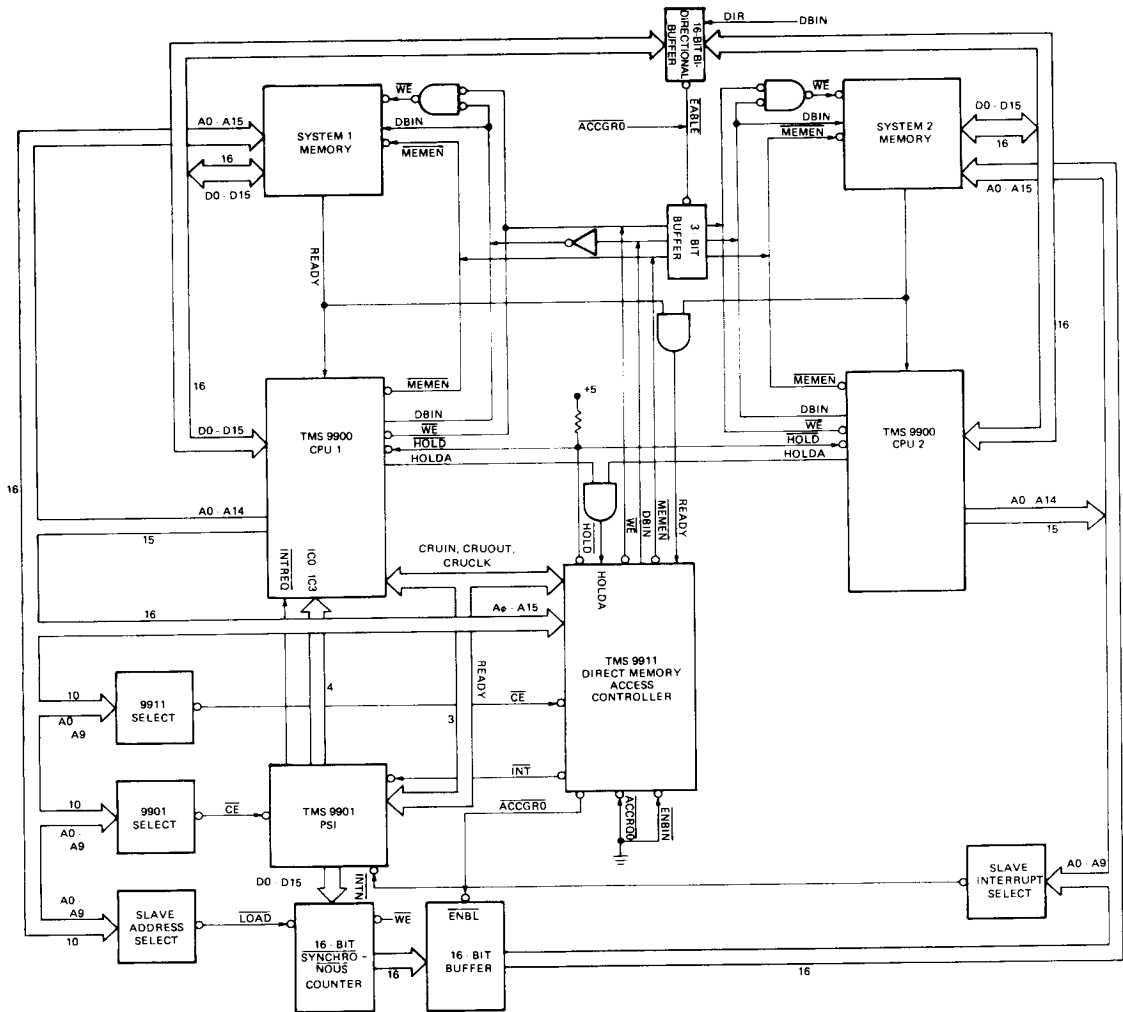 DIR
DBIN
16-BIT BI-
DIRECTIONAL
BUFFER
WE
WE
A0 - A15
SYSTEM 1
MEMORY
DBIN
MEMEN
16
D0 - D15
ACCGR0
EABLE
DBIN
MEMEN
SYSTEM 2
MEMORY
D0-D15
16
A0 - A15
3 - BIT
BUFFER
READY
16
16
+5
MEMEN
DBIN
WE
HOLD
HOLDA
MEMEN
DBIN
WE
HOLD
HOLDA
D0 - D15
TMS 9900
CPU 1
TMS 9900
CPU 2
16
A0 - A14
15
A0 A14
15
INTREQ
IC0 - IC3
CRUIN, CRUOUT,
CRUCLK
HOLD
WE
DBIN
MEMEN
READY
HOLDA
16
Aφ - A15
TMS 9911
DIRECT MEMORY
ACCESS
CONTROLLER
READY
4
3
10
A0
A9
9911
SELECT
CE
INT
10
A0 -
A9
9901
SELECT
CE
TMS 9901
PSI
ACCGR0
ACCRQ0
ENBIN
D0 - D15
INTN
SLAVE
INTERRUPT
SELECT
A0 - A9
A0 -
A9
10
SLAVE
ADDRESS
SELECT
LOAD
WE
16 - BIT
SYNCHRO -
NOUS
COUNTER
16
ENBL
16 - BIT
BUFFER
16